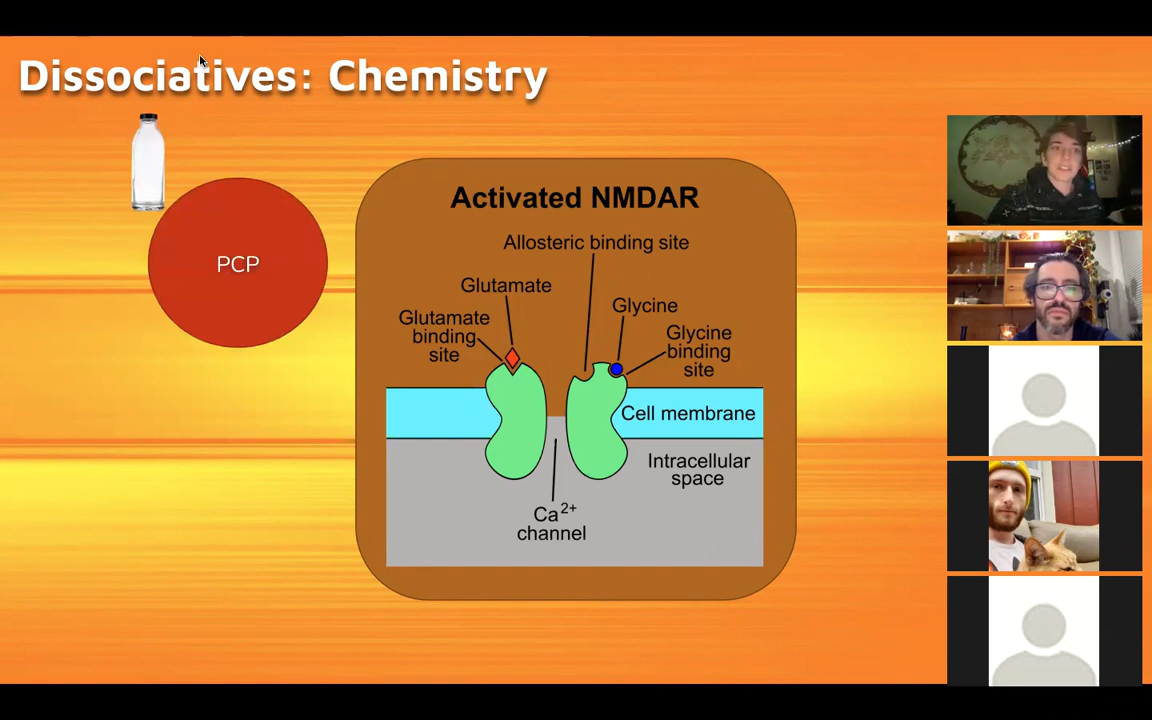 Dissociatives: Chemistry
PCP
Activated NMDAR
Allosteric binding site
Glutamate
Glycine
Glutamate
binding
site
Glycine
binding
site
Cell membrane
Intracellular
space
Ca2+
channel